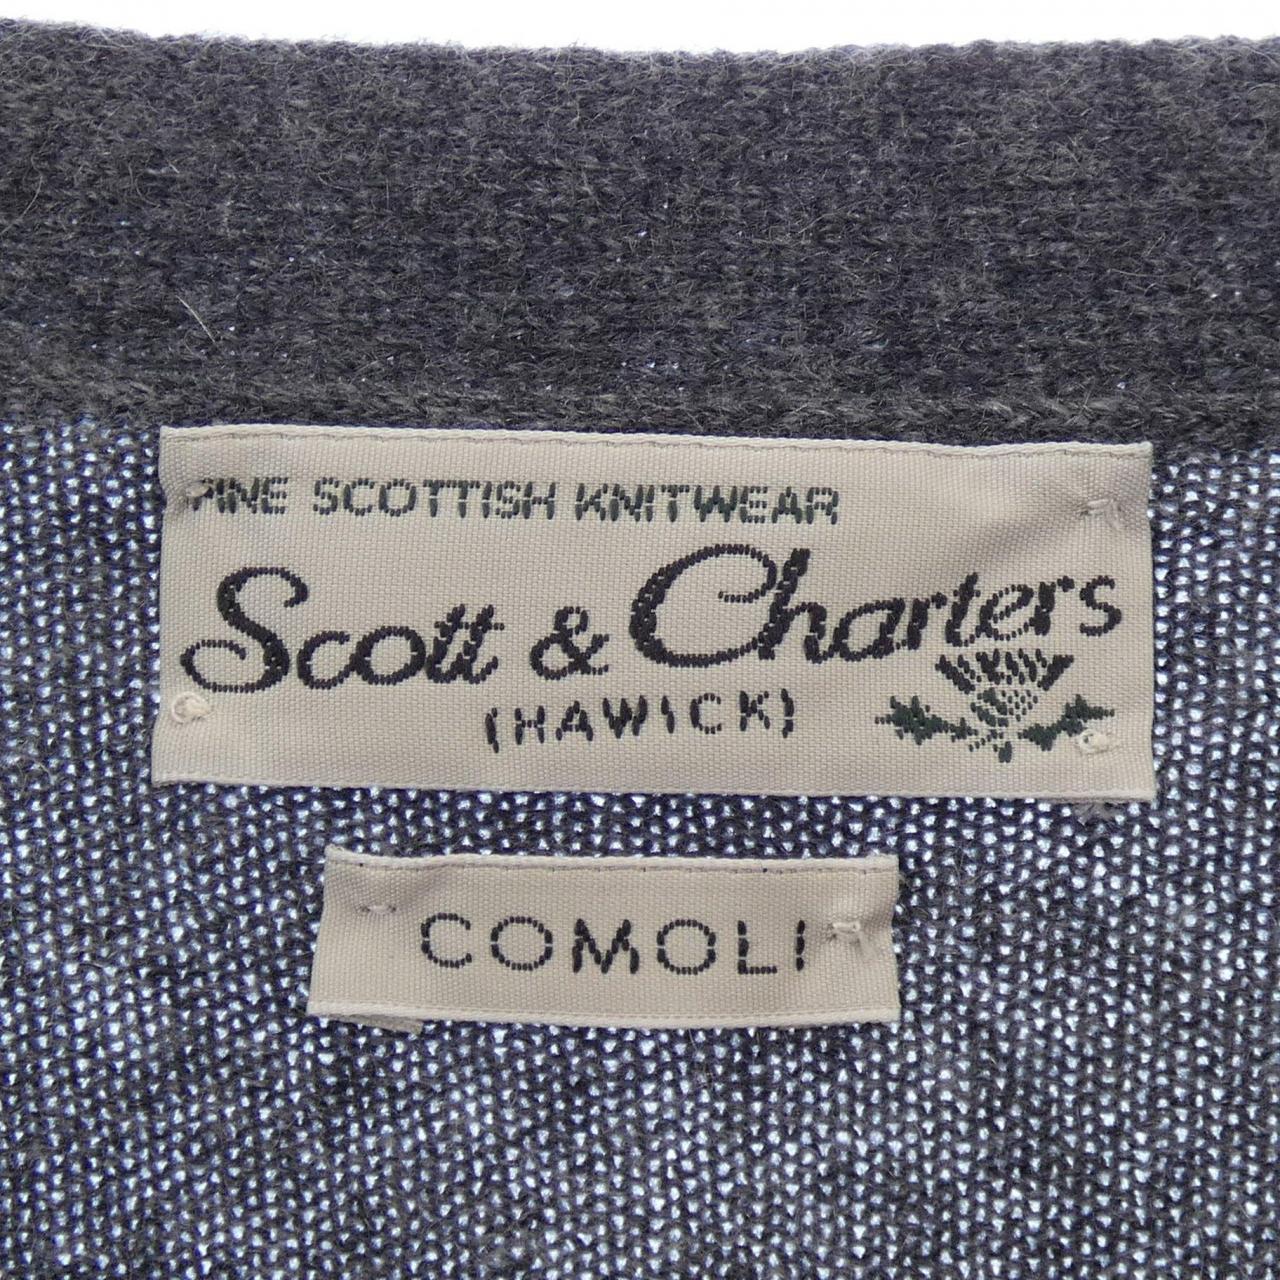 FINE SCOTTISH KNITWEAR
Scott & Charters
(HAWICK)
COMOLI